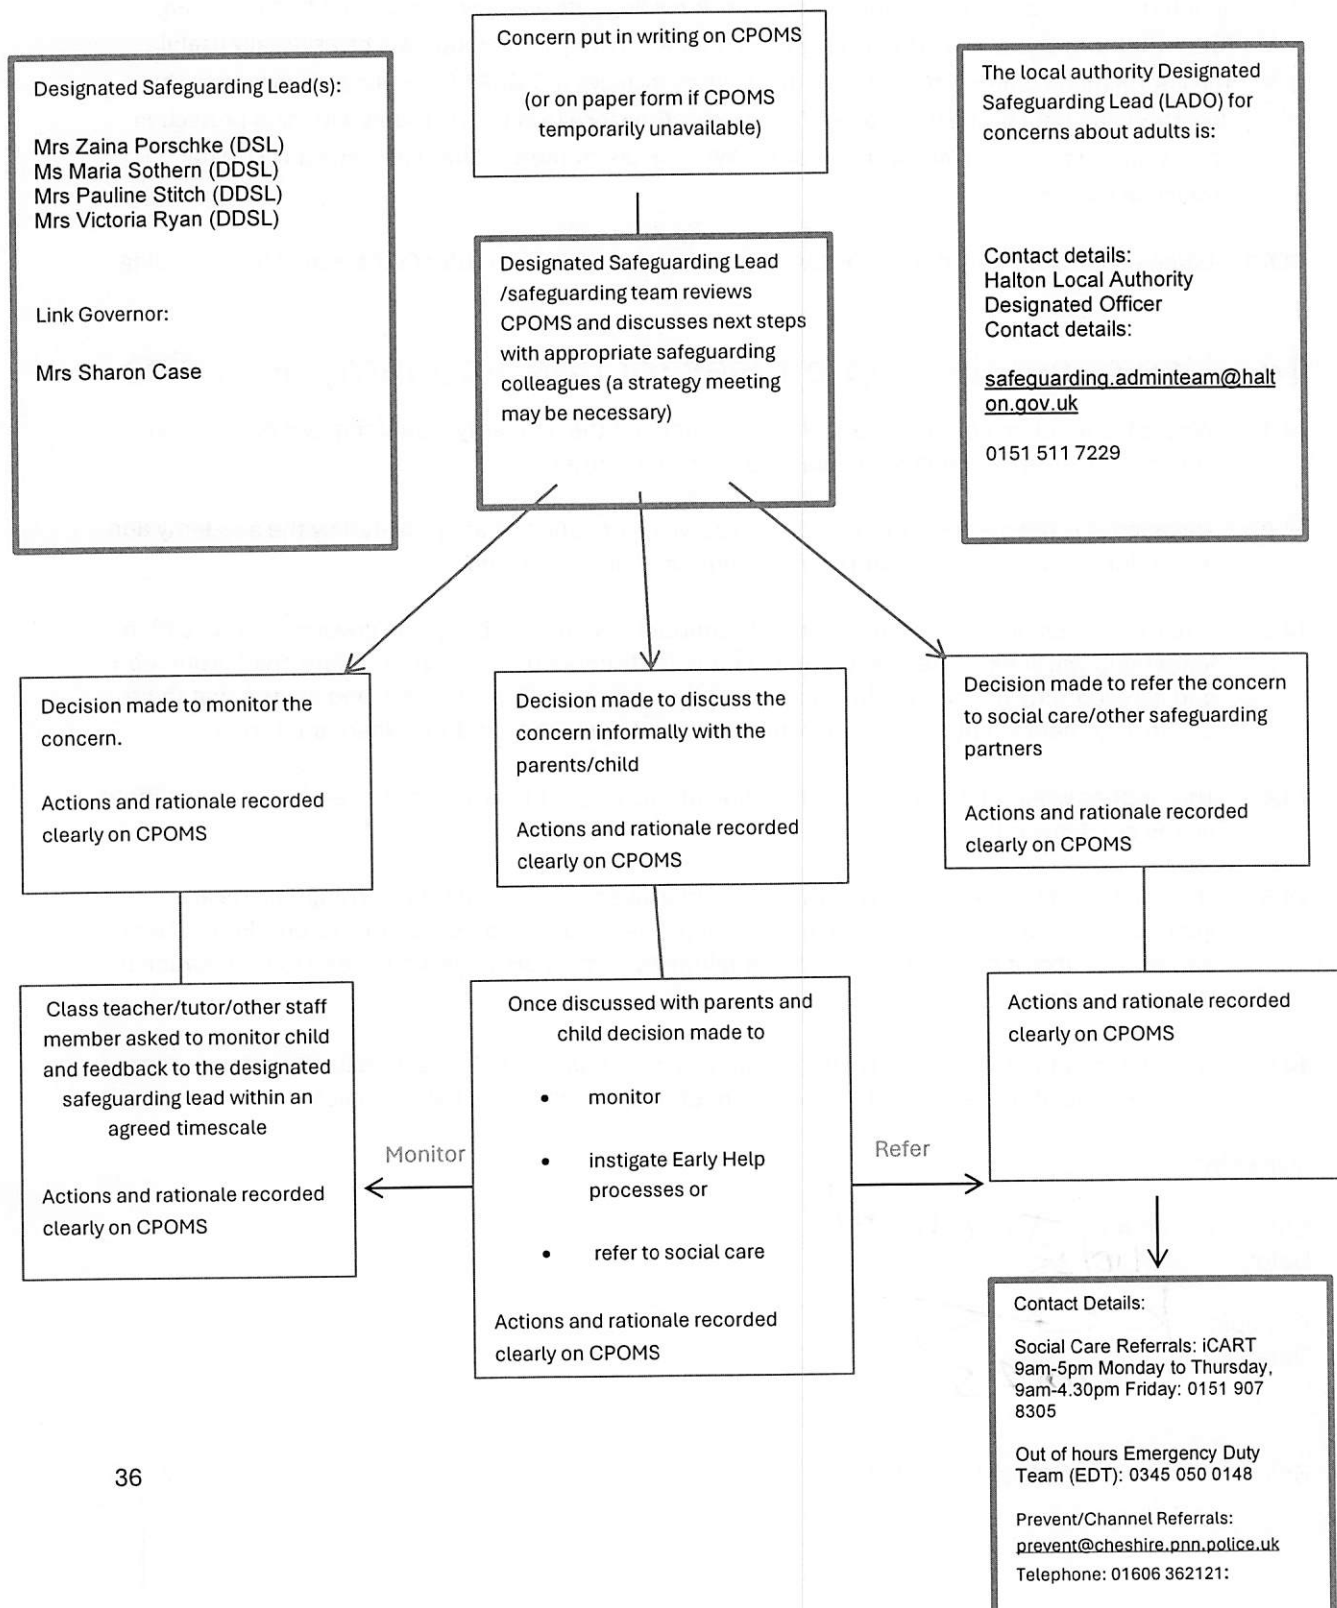 Concern put in writing on CPOMS
(or on paper form if CPOMS
temporarily unavailable)
Designated Safeguarding Lead(s):
Mrs Zaina Porschke (DSL)
Ms Maria Sothern (DDSL)
Mrs Pauline Stitch (DDSL)
Mrs Victoria Ryan (DDSL)
Link Governor:
Mrs Sharon Case
Designated Safeguarding Lead
/safeguarding team reviews
CPOMS and discusses next steps
with appropriate safeguarding
colleagues (a strategy meeting
may be necessary)
The local authority Designated
Safeguarding Lead (LADO) for
concerns about adults is:
Contact details:
Halton Local Authority
Designated Officer
Contact details:
safeguarding.adminteam@halt
on.gov.uk
0151 511 7229
Decision made to monitor the
concern.
Actions and rationale recorded
clearly on CPOMS
Decision made to discuss the
concern informally with the
parents/child
Actions and rationale recorded
clearly on CPOMS
Decision made to refer the concern
to social care/other safeguarding
partners
Actions and rationale recorded
clearly on CPOMS
Class teacher/tutor/other staff
member asked to monitor child
and feedback to the designated
safeguarding lead within an
agreed timescale
Actions and rationale recorded
clearly on CPOMS
Monitor
Once discussed with parents and
child decision made to
• monitor
• instigate Early Help
processes or
• refer to social care
Actions and rationale recorded
clearly on CPOMS
Refer
Actions and rationale recorded
clearly on CPOMS
Contact Details:
Social Care Referrals: iCART
9am-5pm Monday to Thursday,
9am-4.30pm Friday: 0151 907
8305
Out of hours Emergency Duty
Team (EDT): 0345 050 0148
Prevent/Channel Referrals:
prevent@cheshire.pnn.police.uk
Telephone: 01606 362121:
36